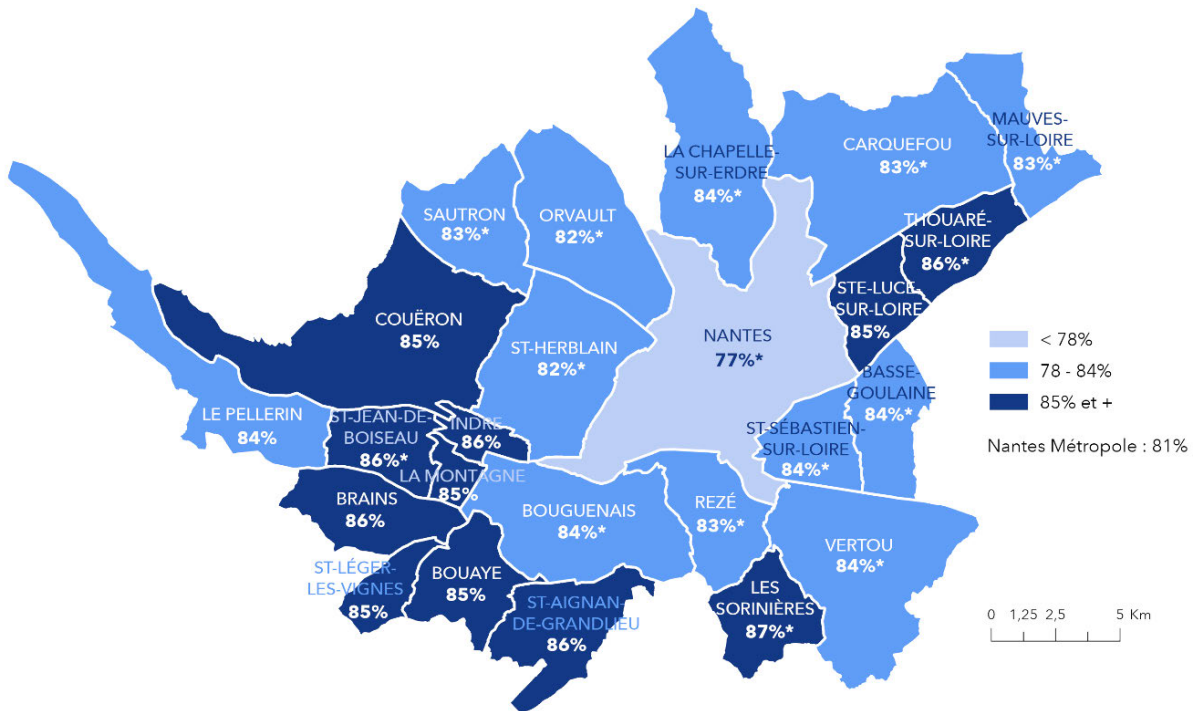 MAUVES-
SUR-LOIRE
83%*
CARQUEFOU
83%*
LA CHAPELLE-
SUR-ERDRE
84%*
SAUTRON
83%*
ORVAULT
82%*
THOUARÉ-
SUR-LOIRE
86%*
STE-LUCE-
SUR-LOIRE
85%
COUËRON
85%
ST-HERBLAIN
82%*
NANTES
77%*
BASSE-
GOULAINE
84%*
LE PELLERIN
84%
ST-JEAN-DE-
BOISEAU
86%*
INDRE
86%
ST-SÉBASTIEN-
SUR-LOIRE
84%*
LA MONTAGNE
85%
BRAINS
86%
BOUGUENAIS
84%*
REZÉ
83%*
VERTOU
84%*
ST-LÉGER-
LES-VIGNES
85%
BOUAYE
85%
ST-AIGNAN-
DE-GRANDLIEU
86%
LES
SORINIÈRES
87%*
< 78%
78 - 84%
85% et +
Nantes Métropole : 81%
0 1,25 2,5 5 Km